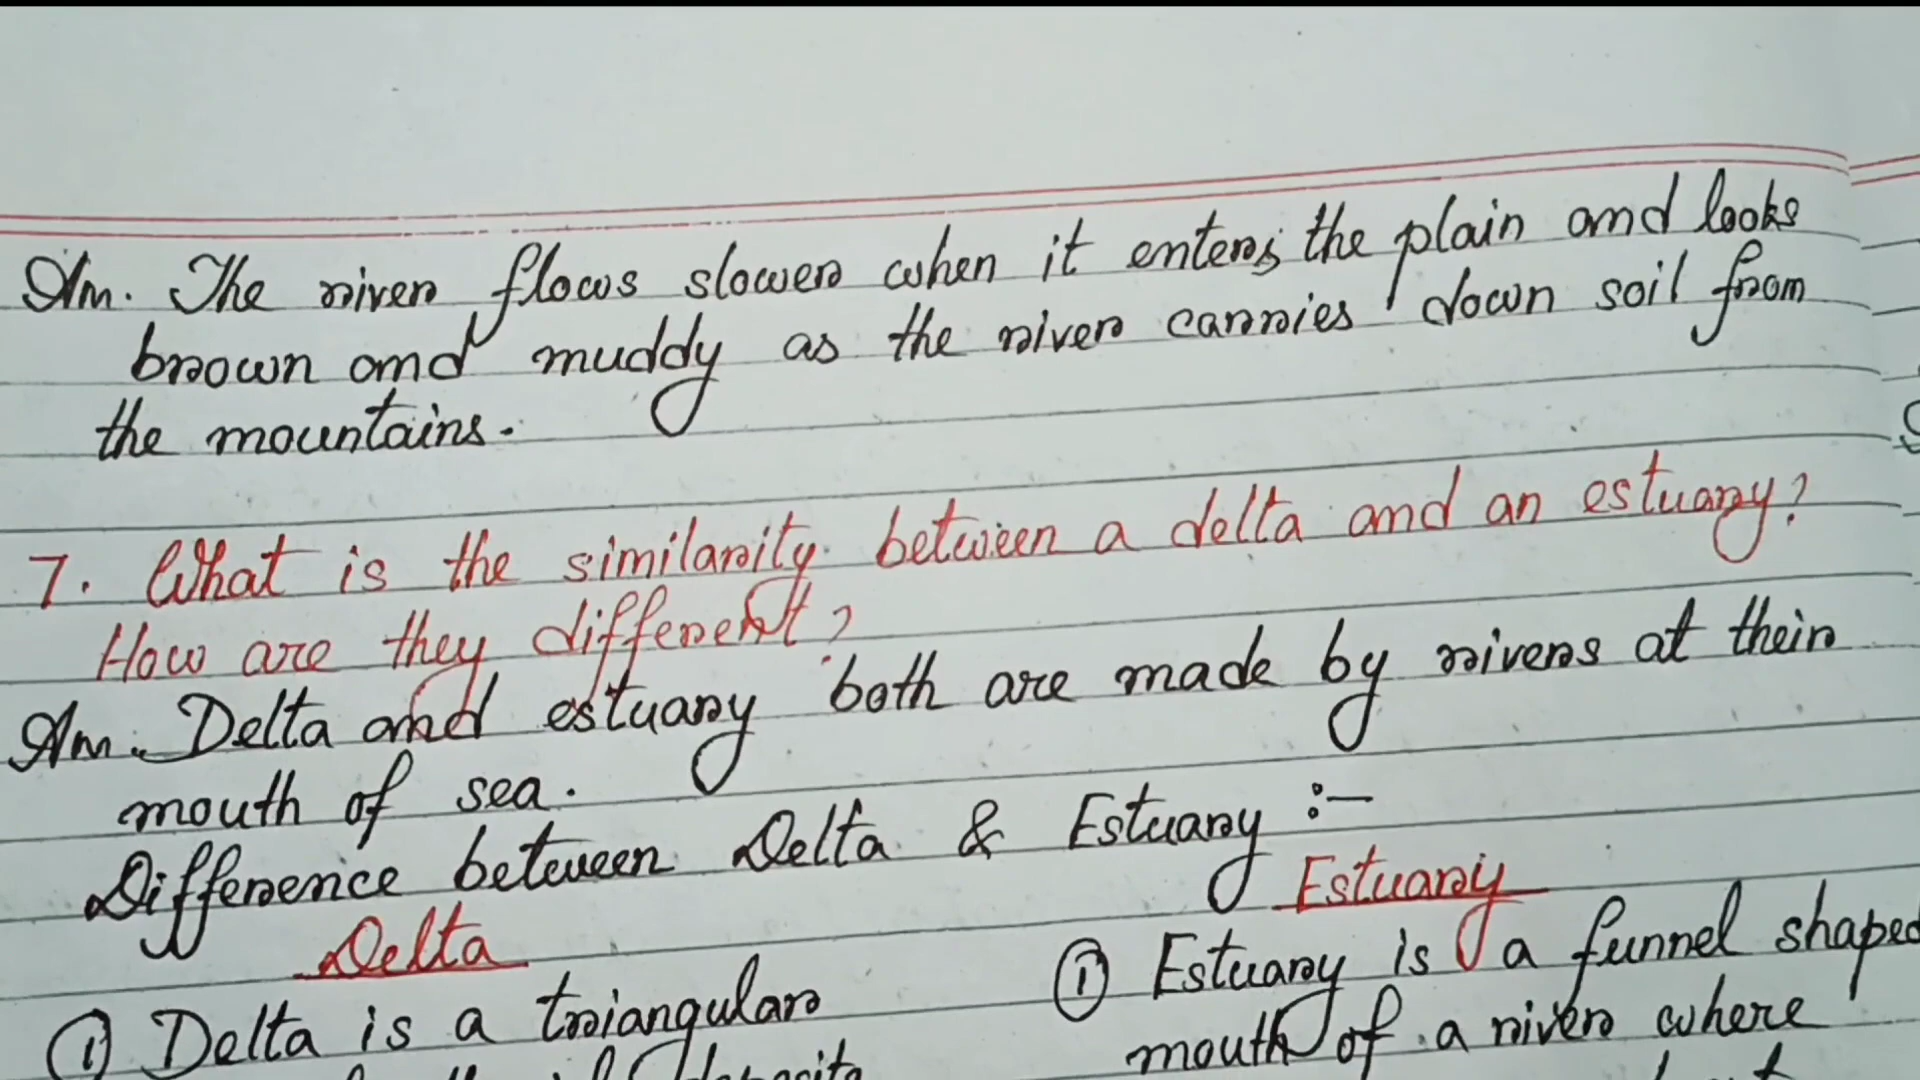 Ans. The river flows slower when it enters the plain and looks
brown and muddy as the river carries down soil from
the mountains.
7. What is the similarity between a delta and an estuary?
How are they different?
Ans. Delta and estuary both are made by rivers at their
mouth of sea.
Difference between Delta & Estuary :-
Delta
Estuary
① Delta is a triangular
① Estuary is a funnel shaped
mouth of a river where